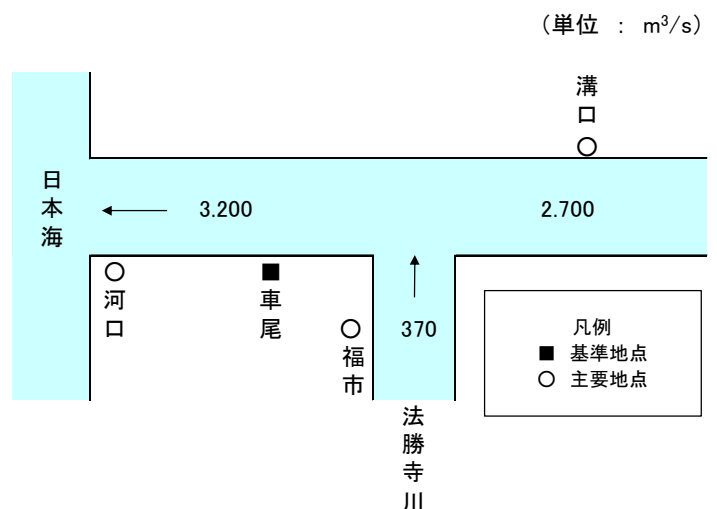 （単位 ： m³/s）
溝口
日本海
3.200
2.700
河口
車尾
福市
370
凡例
■ 基準地点
○ 主要地点
法勝寺川